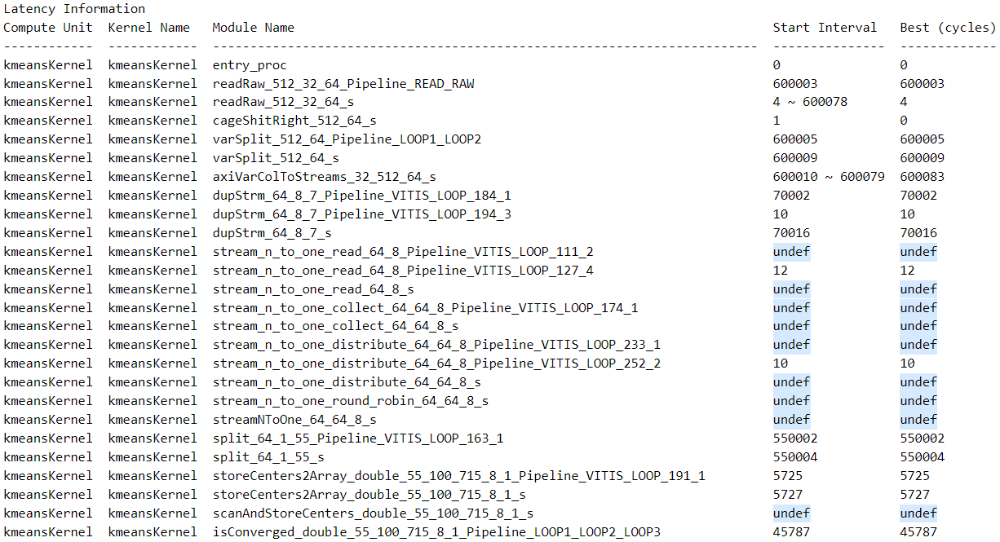 Latency Information
Compute Unit  Kernel Name   Module Name                                                               Start Interval   Best (cycles)
------------  ------------  ------------------------------------------------------------------------  ---------------  -------------
kmeansKernel  kmeansKernel  entry_proc                                                                0                0
kmeansKernel  kmeansKernel  readRaw_512_32_64_Pipeline_READ_RAW                                       600003           600003
kmeansKernel  kmeansKernel  readRaw_512_32_64_s                                                       4 ~ 600078       4
kmeansKernel  kmeansKernel  cageShitRight_512_64_s                                                    1                0
kmeansKernel  kmeansKernel  varSplit_512_64_Pipeline_LOOP1_LOOP2                                      600005           600005
kmeansKernel  kmeansKernel  varSplit_512_64_s                                                         600009           600009
kmeansKernel  kmeansKernel  axiVarColToStreams_32_512_64_s                                            600010 ~ 600079  600083
kmeansKernel  kmeansKernel  dupStrm_64_8_7_Pipeline_VITIS_LOOP_184_1                                  70002            70002
kmeansKernel  kmeansKernel  dupStrm_64_8_7_Pipeline_VITIS_LOOP_194_3                                  10               10
kmeansKernel  kmeansKernel  dupStrm_64_8_7_s                                                          70016            70016
kmeansKernel  kmeansKernel  stream_n_to_one_read_64_8_Pipeline_VITIS_LOOP_111_2                       undef            undef
kmeansKernel  kmeansKernel  stream_n_to_one_read_64_8_Pipeline_VITIS_LOOP_127_4                       12               12
kmeansKernel  kmeansKernel  stream_n_to_one_read_64_8_s                                               undef            undef
kmeansKernel  kmeansKernel  stream_n_to_one_collect_64_64_8_Pipeline_VITIS_LOOP_174_1                 undef            undef
kmeansKernel  kmeansKernel  stream_n_to_one_collect_64_64_8_s                                         undef            undef
kmeansKernel  kmeansKernel  stream_n_to_one_distribute_64_64_8_Pipeline_VITIS_LOOP_233_1              undef            undef
kmeansKernel  kmeansKernel  stream_n_to_one_distribute_64_64_8_Pipeline_VITIS_LOOP_252_2              10               10
kmeansKernel  kmeansKernel  stream_n_to_one_distribute_64_64_8_s                                      undef            undef
kmeansKernel  kmeansKernel  stream_n_to_one_round_robin_64_64_8_s                                     undef            undef
kmeansKernel  kmeansKernel  streamNToOne_64_64_8_s                                                    undef            undef
kmeansKernel  kmeansKernel  split_64_1_55_Pipeline_VITIS_LOOP_163_1                                   550002           550002
kmeansKernel  kmeansKernel  split_64_1_55_s                                                           550004           550004
kmeansKernel  kmeansKernel  storeCenters2Array_double_55_100_715_8_1_Pipeline_VITIS_LOOP_191_1        5725             5725
kmeansKernel  kmeansKernel  storeCenters2Array_double_55_100_715_8_1_s                                5727             5727
kmeansKernel  kmeansKernel  scanAndStoreCenters_double_55_100_715_8_1_s                               undef            undef
kmeansKernel  kmeansKernel  isConverged_double_55_100_715_8_1_Pipeline_LOOP1_LOOP2_LOOP3              45787            45787